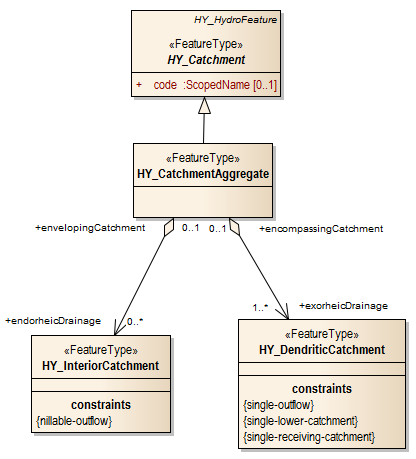 HY_HydroFeature
«FeatureType»
HY_Catchment
+ code :ScopedName [0..1]
«FeatureType»
HY_CatchmentAggregate
+envelopingCatchment 0..1 0..1 +encompassingCatchment
+endorheicDrainage 0..* 1..* +exorheicDrainage
«FeatureType»
HY_InteriorCatchment
constraints
{nillable-outflow}
«FeatureType»
HY_DendriticCatchment
constraints
{single-outflow}
{single-lower-catchment}
{single-receiving-catchment}